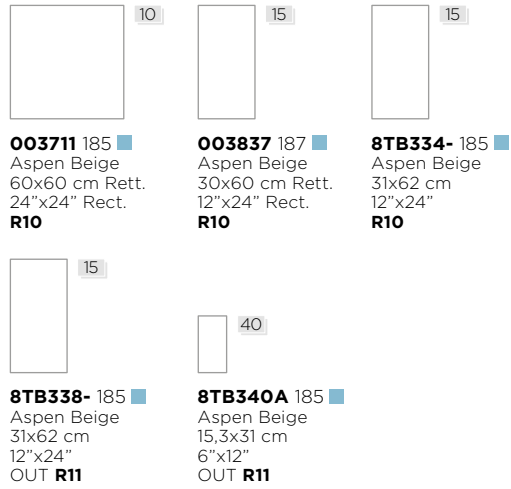 10
003711 185
Aspen Beige
60x60 cm Rett.
24”x24” Rect.
R10
15
003837 187
Aspen Beige
30x60 cm Rett.
12”x24” Rect.
R10
15
8TB334- 185
Aspen Beige
31x62 cm
12”x24”
R10
15
8TB338- 185
Aspen Beige
31x62 cm
12”x24”
OUT R11
40
8TB340A 185
Aspen Beige
15,3x31 cm
6”x12”
OUT R11